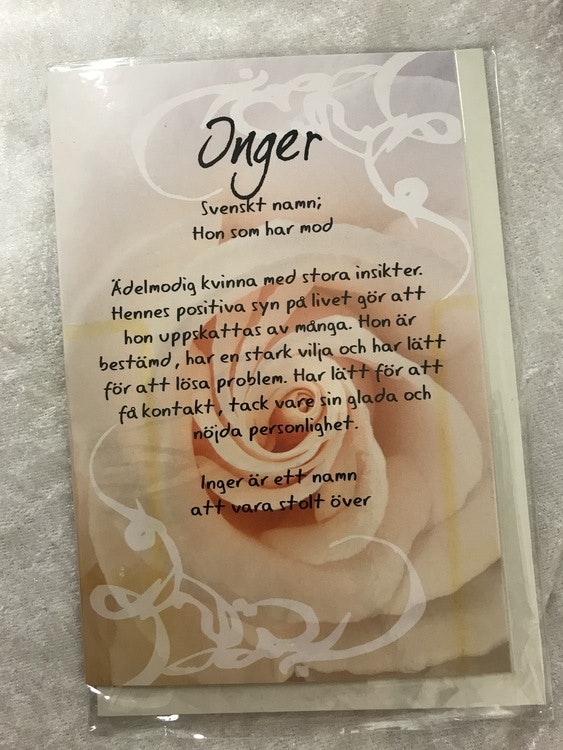 Inger
Svenskt namn;
Hon som har mod
Ädelmodig kvinna med stora insikter.
Hennes positiva syn på livet gör att
hon uppskattas av många. Hon är
bestämd, har en stark vilja och har lätt
för att lösa problem. Har lätt för att
få kontakt, tack vare sin glada och
nöjda personlighet.
Inger är ett namn
att vara stolt över